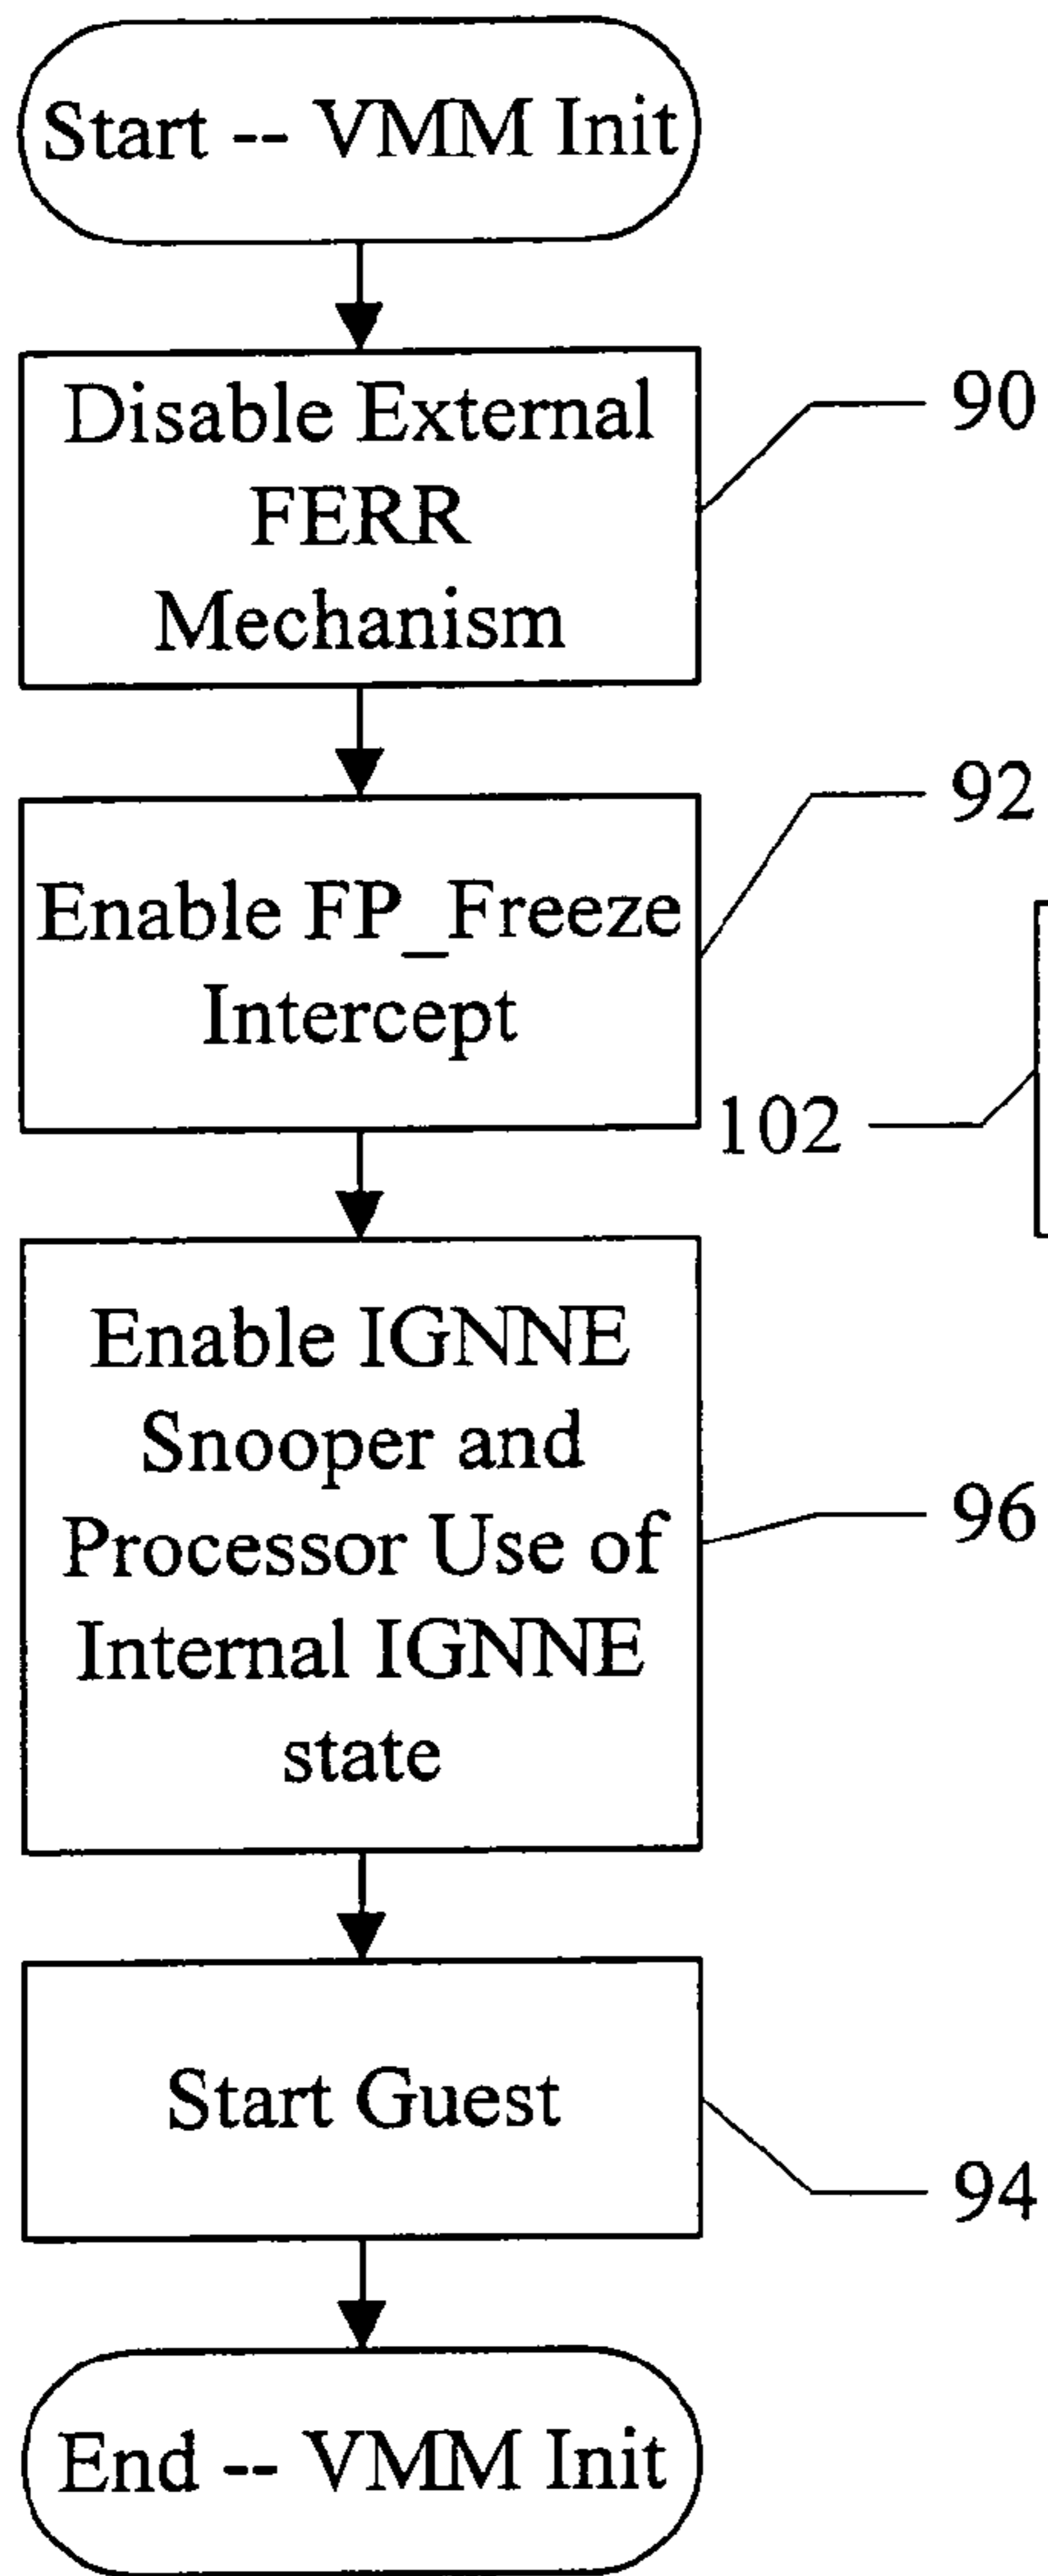 Start -- VMM Init
Disable External
FERR
Mechanism
90
Enable FP_Freeze
Intercept
92
102
Enable IGNNE
Snooper and
Processor Use of
Internal IGNNE
state
96
Start Guest
94
End -- VMM Init